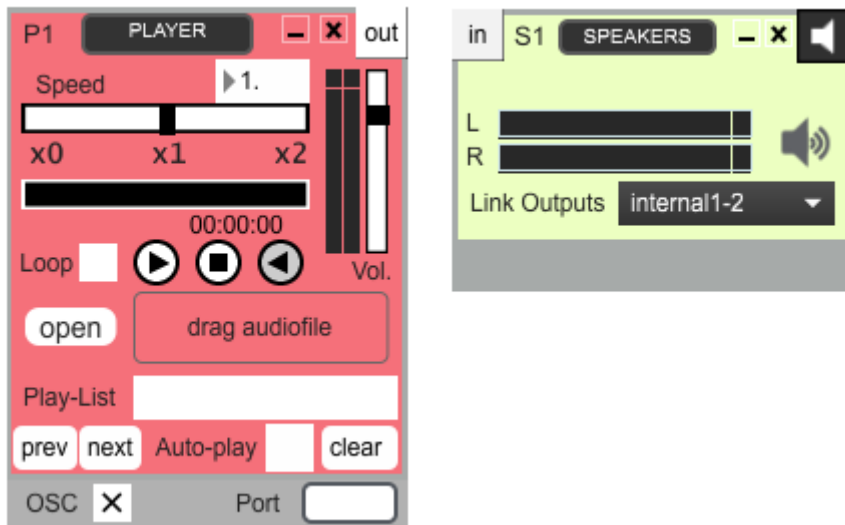 P1 PLAYER out
Speed 1.
x0 x1 x2
00:00:00
Loop Vol.
open drag audiofile
Play-List
prev next Auto-play clear
OSC Port
in S1 SPEAKERS
L
R
Link Outputs internal1-2